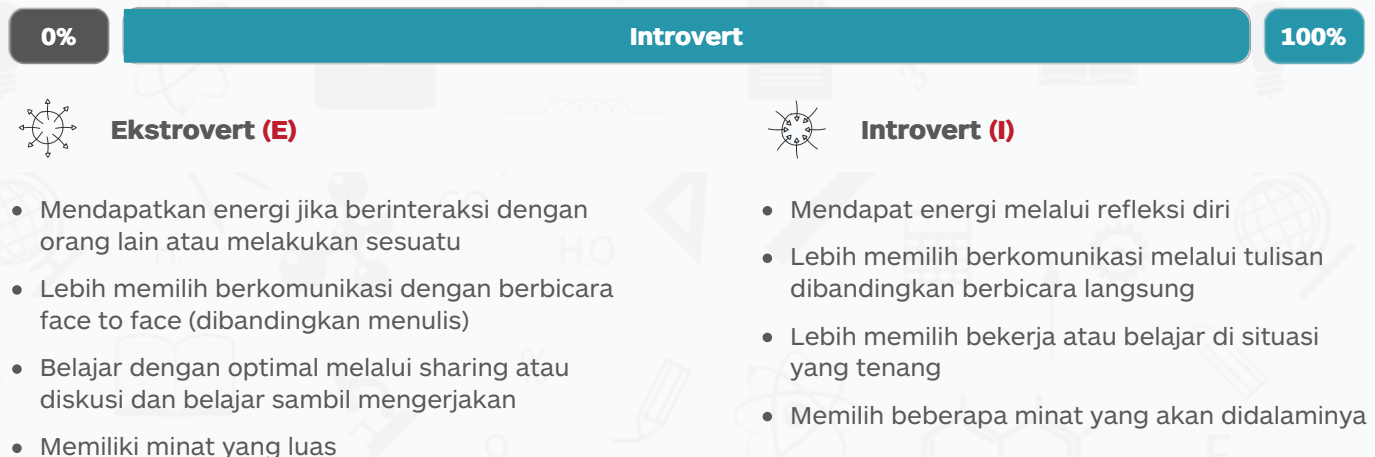 0%
Introvert
100%
Ekstrovert (E)
• Mendapatkan energi jika berinteraksi dengan
orang lain atau melakukan sesuatu
• Lebih memilih berkomunikasi dengan berbicara
face to face (dibandingkan menulis)
• Belajar dengan optimal melalui sharing atau
diskusi dan belajar sambil mengerjakan
• Memiliki minat yang luas
Introvert (I)
• Mendapat energi melalui refleksi diri
• Lebih memilih berkomunikasi melalui tulisan
dibandingkan berbicara langsung
• Lebih memilih bekerja atau belajar di situasi
yang tenang
• Memilih beberapa minat yang akan didalaminya
H₂O